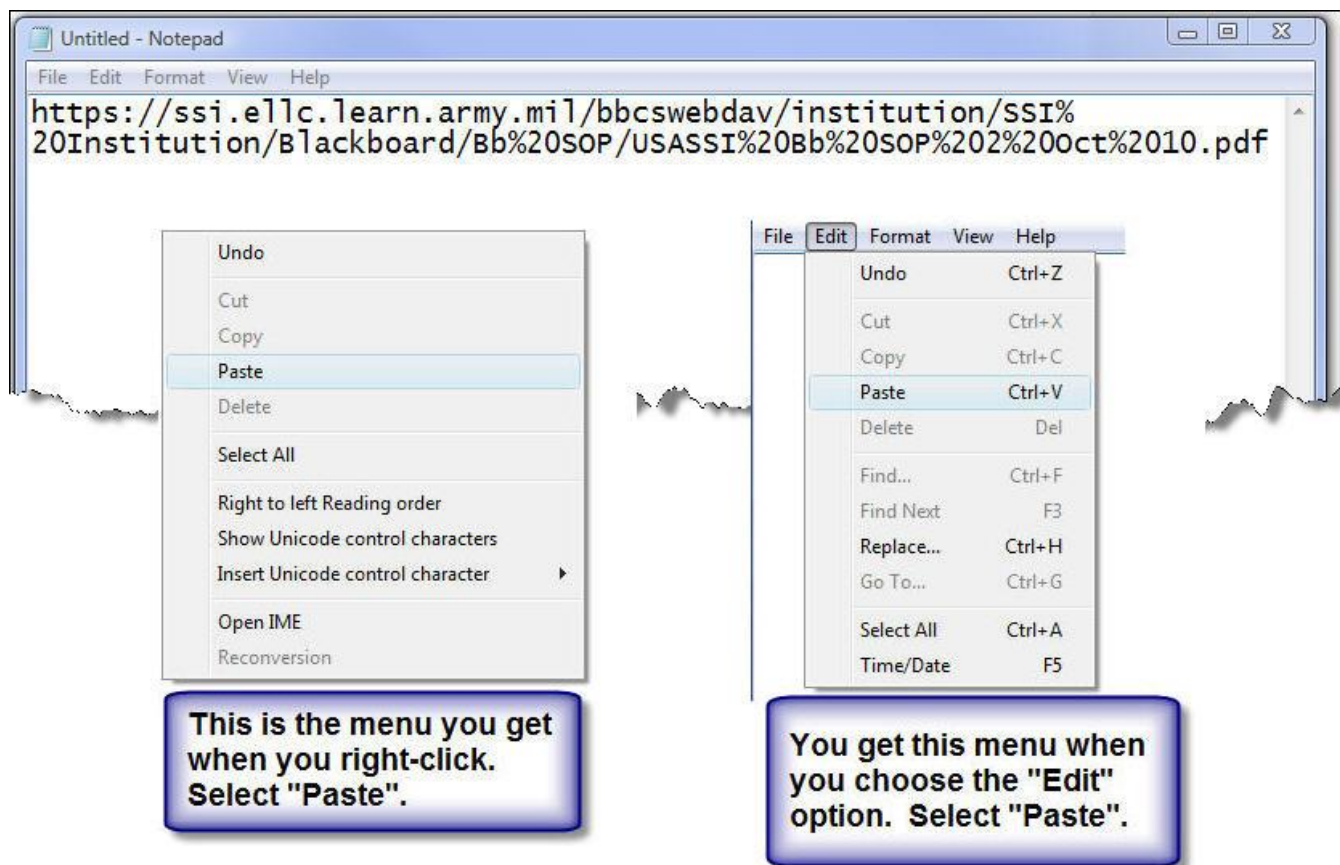 Untitled - Notepad
File Edit Format View Help
https://ssi.ellc.learn.army.mil/bbcswebdav/institution/SSI%
20Institution/Blackboard/Bb%20SOP/USASSI%20Bb%20SOP%202%20Oct%2010.pdf
Undo
Cut
Copy
Paste
Delete
Select All
Right to left Reading order
Show Unicode control characters
Insert Unicode control character
Open IME
Reconversion
This is the menu you get
when you right-click.
Select "Paste".
File Edit Format View Help
Undo Ctrl+Z
Cut Ctrl+X
Copy Ctrl+C
Paste Ctrl+V
Delete Del
Find... Ctrl+F
Find Next F3
Replace... Ctrl+H
Go To... Ctrl+G
Select All Ctrl+A
Time/Date F5
You get this menu when
you choose the "Edit"
option. Select "Paste".